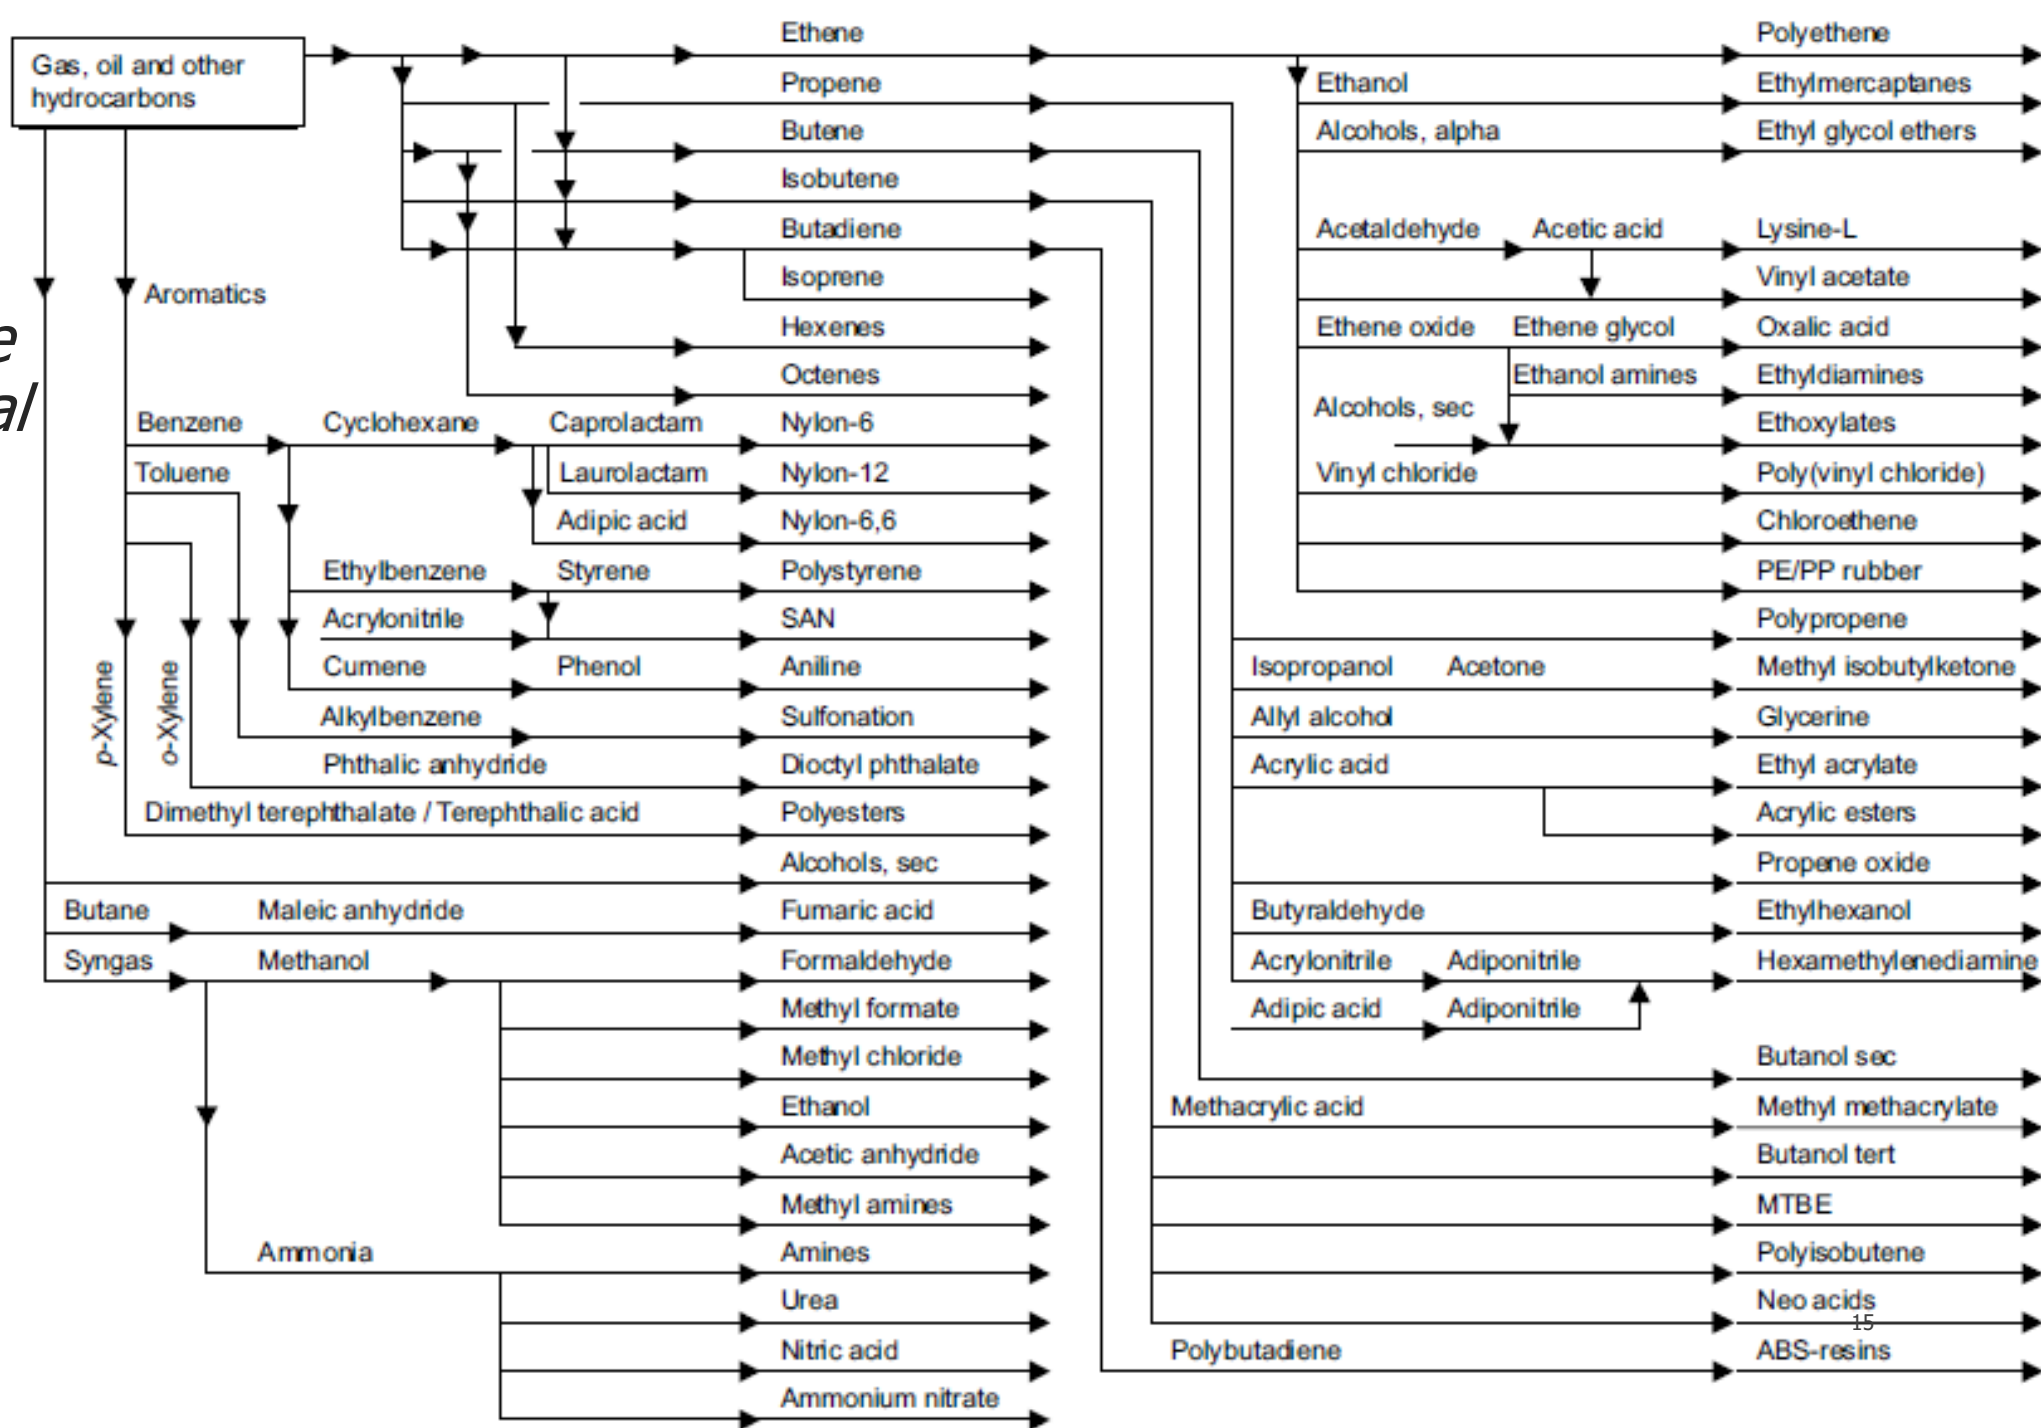 Gas, oil and other
hydrocarbons
e
al
Aromatics
Benzene
Cyclohexane
Caprolactam
Toluene
Laurolactam
Adipic acid
Ethylbenzene
Styrene
Acrylonitrile
Cumene
Phenol
p-Xylene
o-Xylene
Alkylbenzene
Phthalic anhydride
Dimethyl terephthalate / Terephthalic acid
Butane
Maleic anhydride
Syngas
Methanol
Ammonia
Ethene
Propene
Butene
Isobutene
Butadiene
Isoprene
Hexenes
Octenes
Nylon-6
Nylon-12
Nylon-6,6
Polystyrene
SAN
Aniline
Sulfonation
Dioctyl phthalate
Polyesters
Alcohols, sec
Fumaric acid
Formaldehyde
Methyl formate
Methyl chloride
Ethanol
Acetic anhydride
Methyl amines
Amines
Urea
Nitric acid
Ammonium nitrate
Ethanol
Alcohols, alpha
Acetaldehyde
Acetic acid
Ethene oxide
Ethene glycol
Ethanol amines
Alcohols, sec
Vinyl chloride
Isopropanol
Acetone
Allyl alcohol
Acrylic acid
Butyraldehyde
Acrylonitrile
Adiponitrile
Adipic acid
Adiponitrile
Methacrylic acid
Polybutadiene
Polyethene
Ethylmercaptanes
Ethyl glycol ethers
Lysine-L
Vinyl acetate
Oxalic acid
Ethyldiamines
Ethoxylates
Poly(vinyl chloride)
Chloroethene
PE/PP rubber
Polypropene
Methyl isobutylketone
Glycerine
Ethyl acrylate
Acrylic esters
Propene oxide
Ethylhexanol
Hexamethylenediamine
Butanol sec
Methyl methacrylate
Butanol tert
MTBE
Polyisobutene
Neo acids
15
ABS-resins